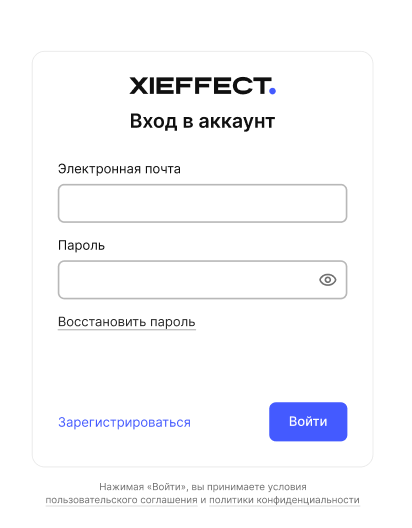 XIEFFECT.
Вход в аккаунт
Электронная почта
Пароль
Восстановить пароль
Зарегистрироваться
Войти
Нажимая «Войти», вы принимаете условия
пользовательского соглашения и политики конфиденциальности